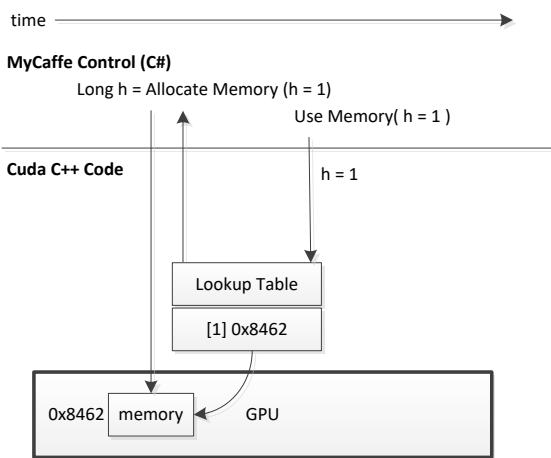 time
MyCaffe Control (C#)
Long h = Allocate Memory (h = 1)
Use Memory( h = 1 )
Cuda C++ Code
h = 1
Lookup Table
[1] 0x8462
0x8462 memory GPU